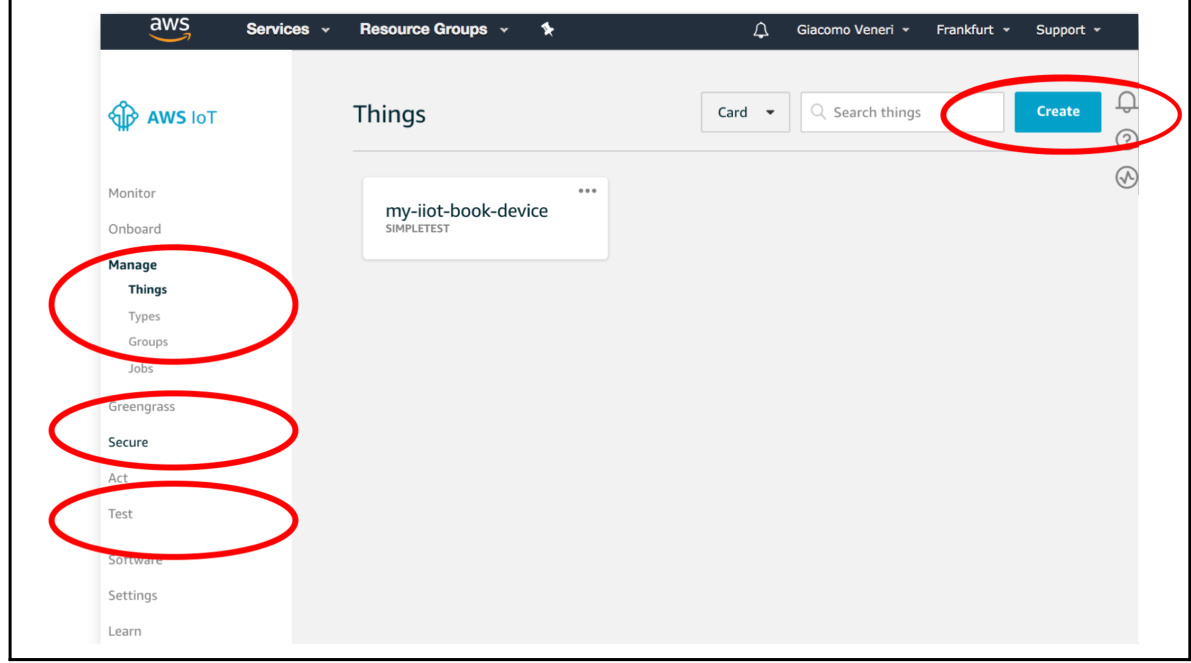 aws Services Resource Groups Giacomo Veneri Frankfurt Support
AWS IoT
Things Card Search things Create
Monitor
my-iiot-book-device
SIMPLETEST
Onboard
Manage
Things
Types
Groups
Jobs
Greengrass
Secure
Act
Test
Software
Settings
Learn